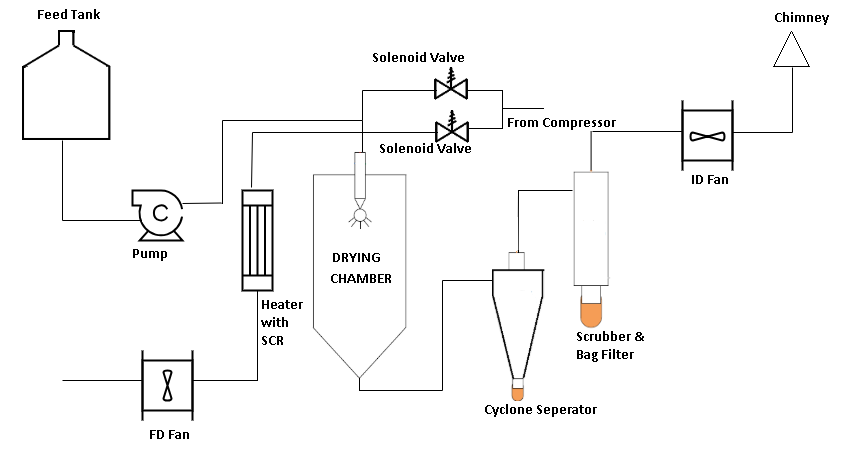 Feed Tank
Chimney
Solenoid Valve
From Compressor
Solenoid Valve
ID Fan
C
Pump
DRYING
CHAMBER
Heater
with
SCR
Scrubber &
Bag Filter
Cyclone Seperator
FD Fan